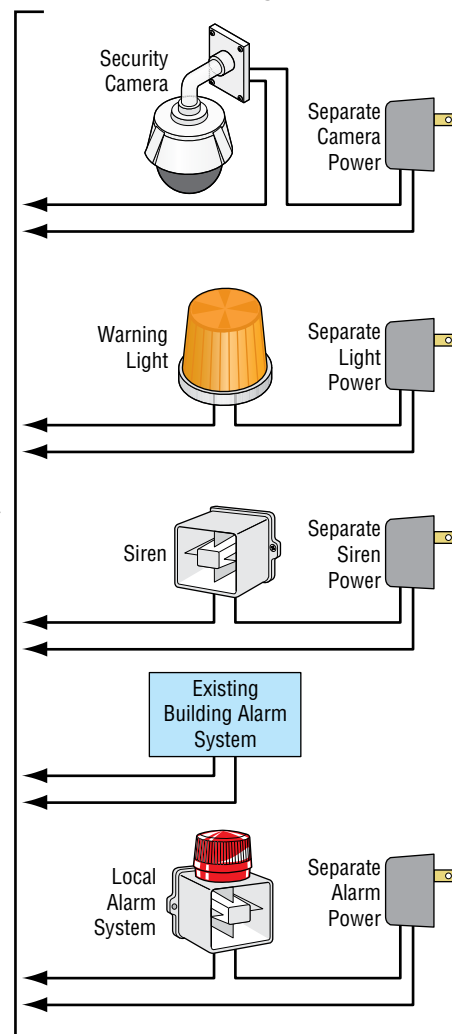 Security
Camera
Separate
Camera
Power
Warning
Light
Separate
Light
Power
Siren
Separate
Siren
Power
Existing
Building Alarm
System
Local
Alarm
System
Separate
Alarm
Power